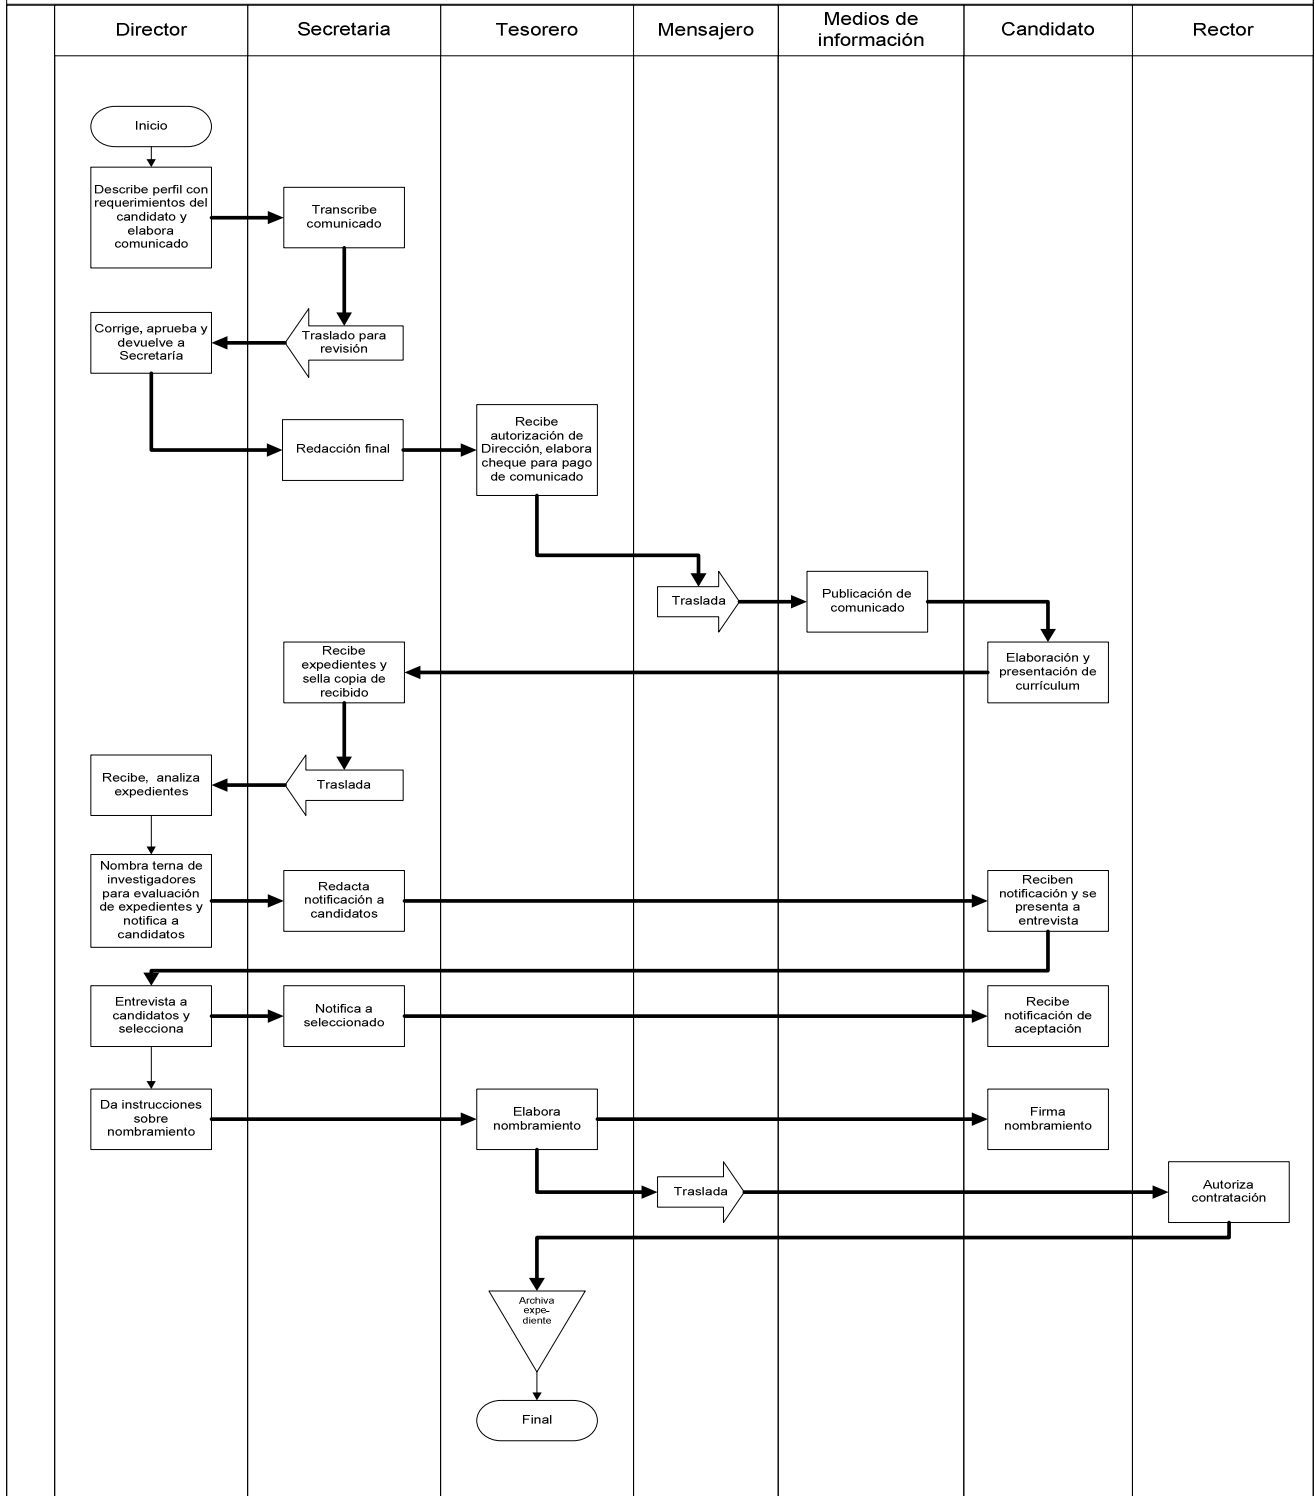 Director
Secretaria
Tesorero
Mensajero
Medios de
información
Candidato
Rector
Inicio
Describe perfil con
requerimientos del
candidato y
elabora
comunicado
Transcribe
comunicado
Corrige, aprueba y
devuelve a
Secretaría
Traslado para
revisión
Redacción final
Recibe
autorización de
Dirección, elabora
cheque para pago
de comunicado
Traslada
Publicación de
comunicado
Recibe
expedientes y
sella copia de
recibido
Elaboración y
presentación de
currículum
Recibe, analiza
expedientes
Traslada
Nombra terna de
investigadores
para evaluación
de expedientes y
notifica a
candidatos
Redacta
notificación a
candidatos
Reciben
notificación y se
presenta a
entrevista
Entrevista a
candidatos y
selecciona
Notifica a
seleccionado
Recibe
notificación de
aceptación
Da instrucciones
sobre
nombramiento
Elabora
nombramiento
Firma
nombramiento
Traslada
Autoriza
contratación
Archiva
expe-
diente
Final